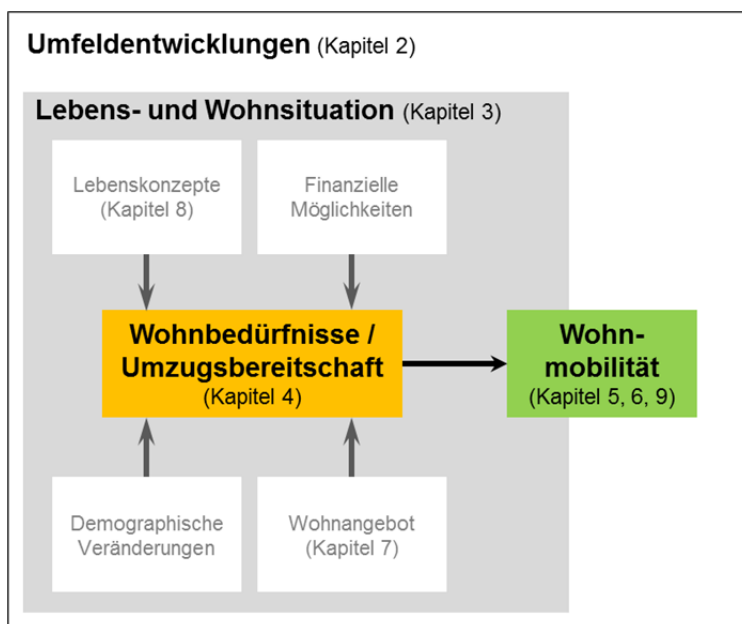 Umfeldentwicklungen (Kapitel 2)
Lebens- und Wohnsituation (Kapitel 3)
Lebenskonzepte
(Kapitel 8)
Finanzielle
Möglichkeiten
Wohnbedürfnisse /
Umzugsbereitschaft
(Kapitel 4)
Wohn-
mobilität
(Kapitel 5, 6, 9)
Demographische
Veränderungen
Wohnangebot
(Kapitel 7)